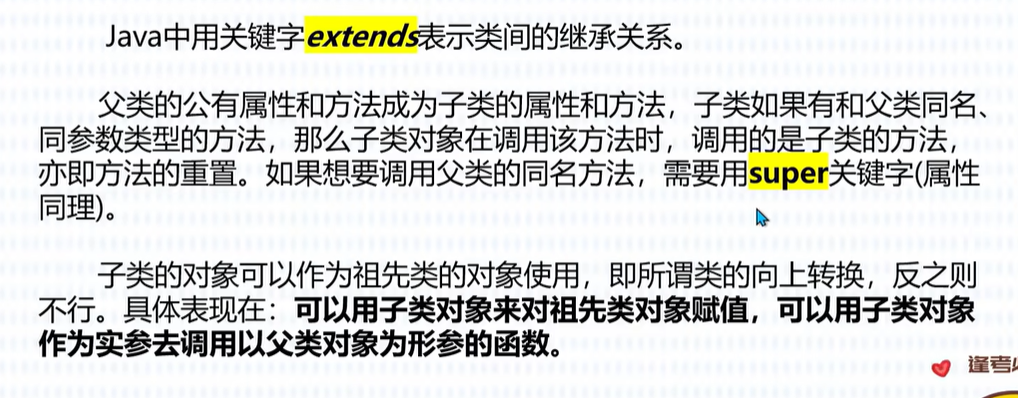 Java中用关键字extends表示类间的继承关系。
父类的公有属性和方法成为子类的属性和方法，子类如果有和父类同名、
同参数类型的方法，那么子类对象在调用该方法时，调用的是子类的方法，
亦即方法的重置。如果想要调用父类的同名方法，需要用super关键字(属性
同理)。
子类的对象可以作为祖先类的对象使用，即所谓类的向上转换，反之则
不行。具体表现在：可以用子类对象来对祖先类对象赋值，可以用子类对象
作为实参去调用以父类对象为形参的函数。
逢考